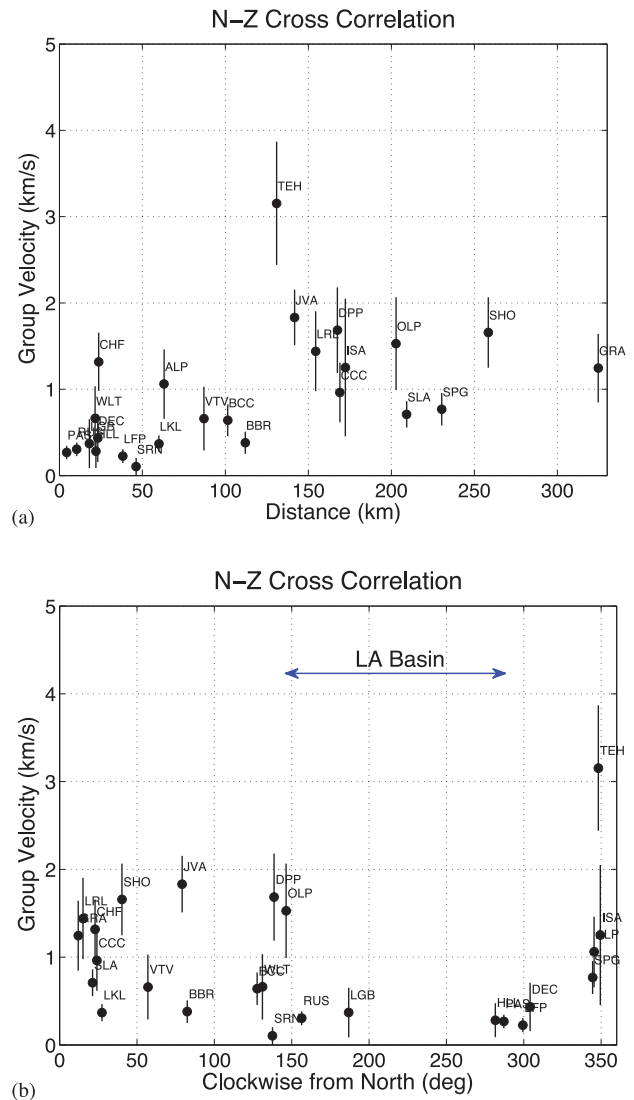 N–Z Cross Correlation
5
4
3
2
1
0
Group Velocity (km/s)
TEH
JVA
DPP
LRL
ISA
CCC
OLP
SHO
GRA
CHF
ALP
WLT
DEC
PAS
LFP
SRN
LKL
VTV
BCC
BBR
SLA
SPG
0 50 100 150 200 250 300
Distance (km)
(a)
N–Z Cross Correlation
5
4
3
2
1
0
Group Velocity (km/s)
LA Basin
TEH
JVA
DPP
OLP
SHO
LRL
GRA
CHF
CCC
SLA
LKL
VTV
BBR
BCC
WLT
SRN
RUS
LGB
DEC
ISA
SPG
0 50 100 150 200 250 300 350
Clockwise from North (deg)
(b)